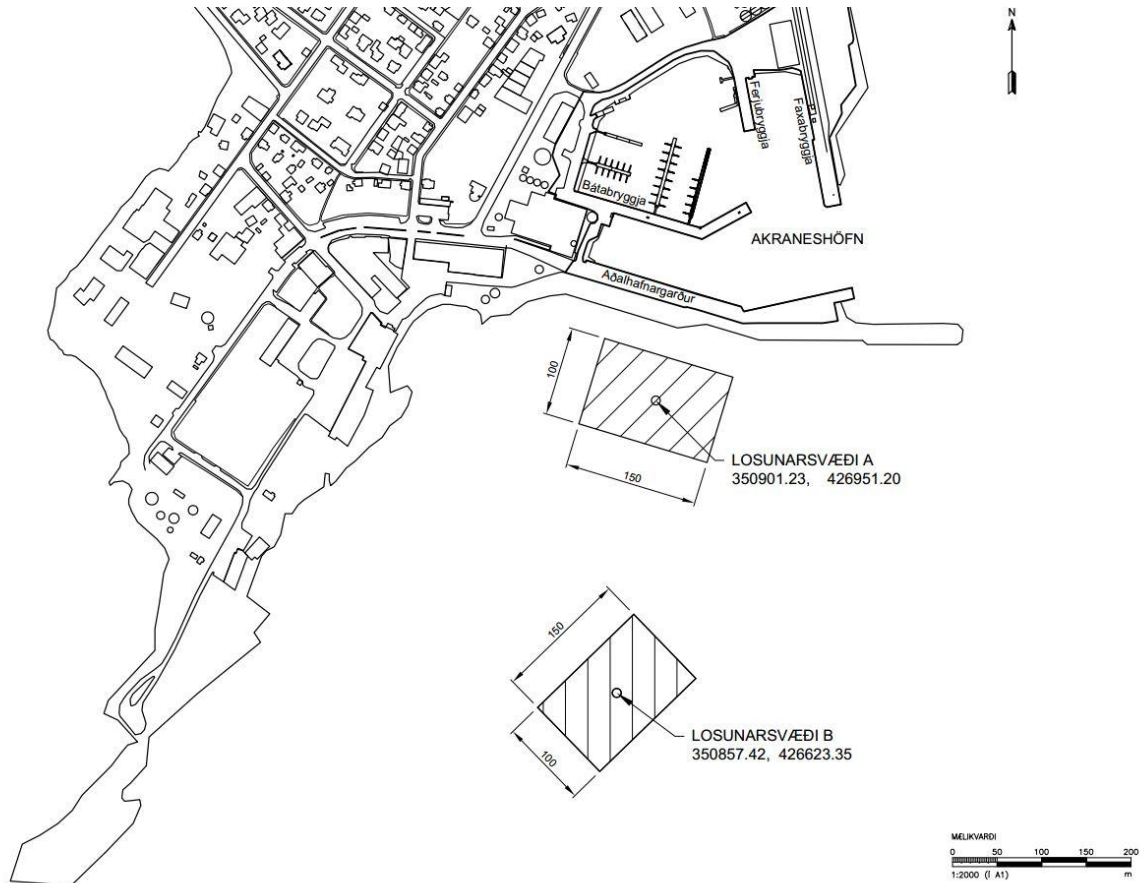 N
Ferjubryggja
Faxabryggja
Bátabryggja
AKRANESHÖFN
Aðalhafnargarður
100
150
LOSUNARSVÆÐI A
350901.23, 426951.20
150
100
LOSUNARSVÆÐI B
350857.42, 426623.35
MÆLIKVARÐI
0 50 100 150 200
1:2000 (Í A1) m